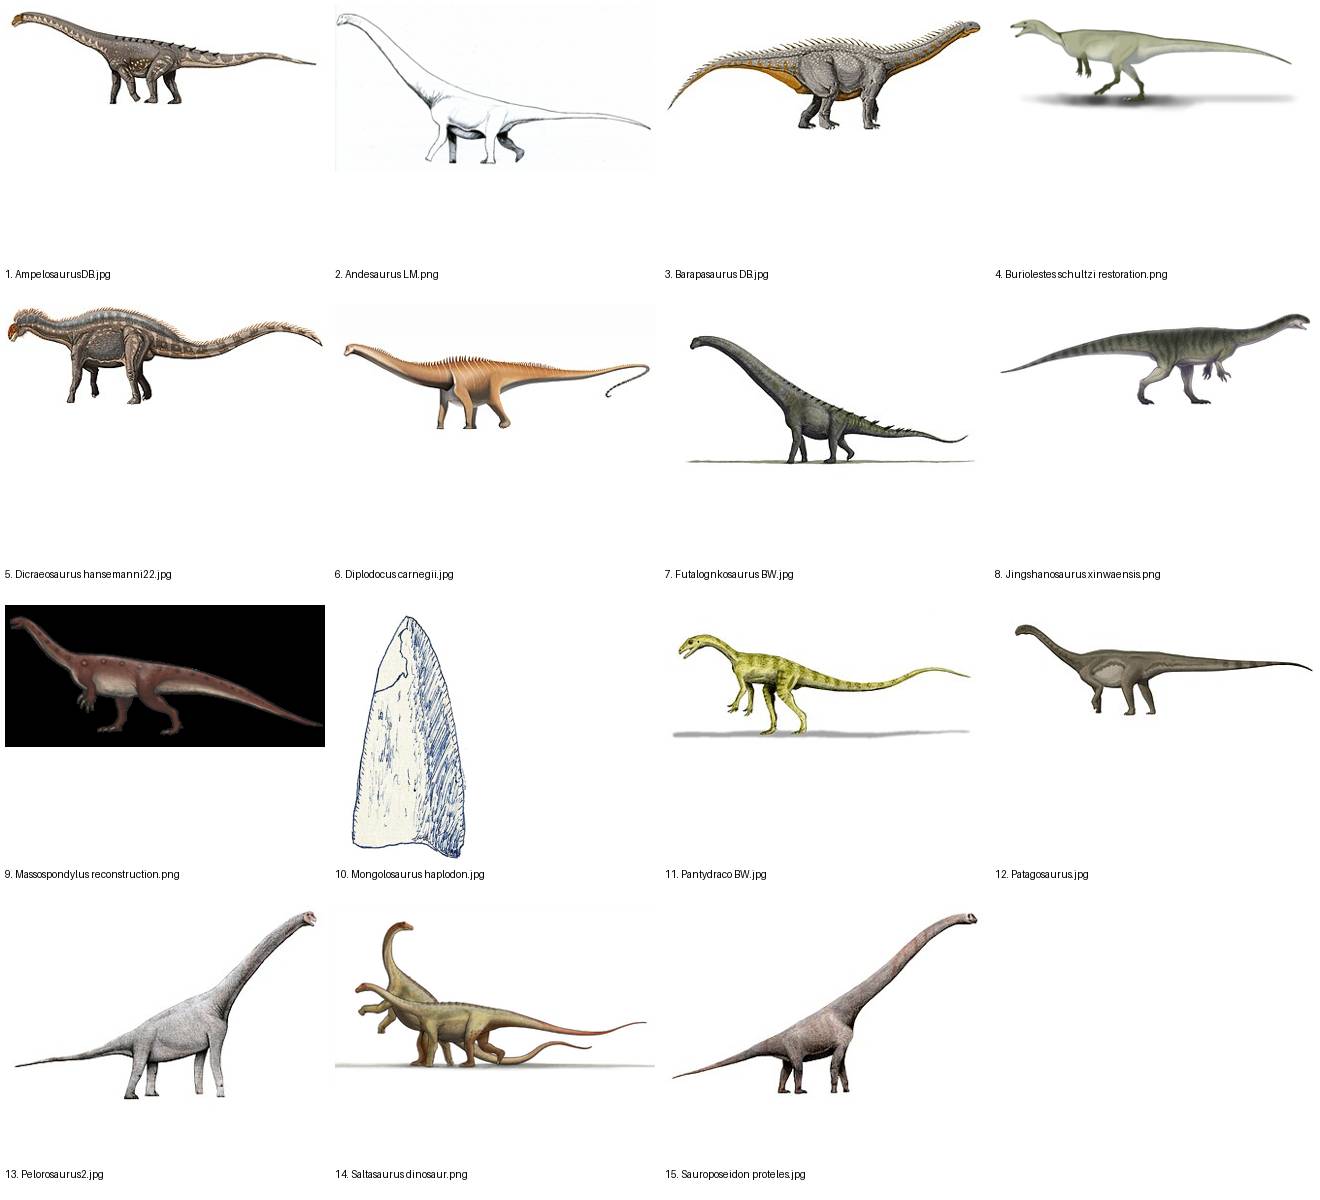 1. AmpelosaurusDB.jpg
2. Andesaurus LM.png
3. Barapasaurus DB.jpg
4. Buriolestes schultzi restoration.png
5. Dicraeosaurus hansemanni22.jpg
6. Diplodocus carnegii.jpg
7. Futalognkosaurus BW.jpg
8. Jingshanosaurus xinwaensis.png
9. Massospondylus reconstruction.png
10. Mongolosaurus haplodon.jpg
11. Pantydraco BW.jpg
12. Patagosaurus.jpg
13. Pelorosaurus2.jpg
14. Saltasaurus dinosaur.png
15. Sauroposeidon proteles.jpg